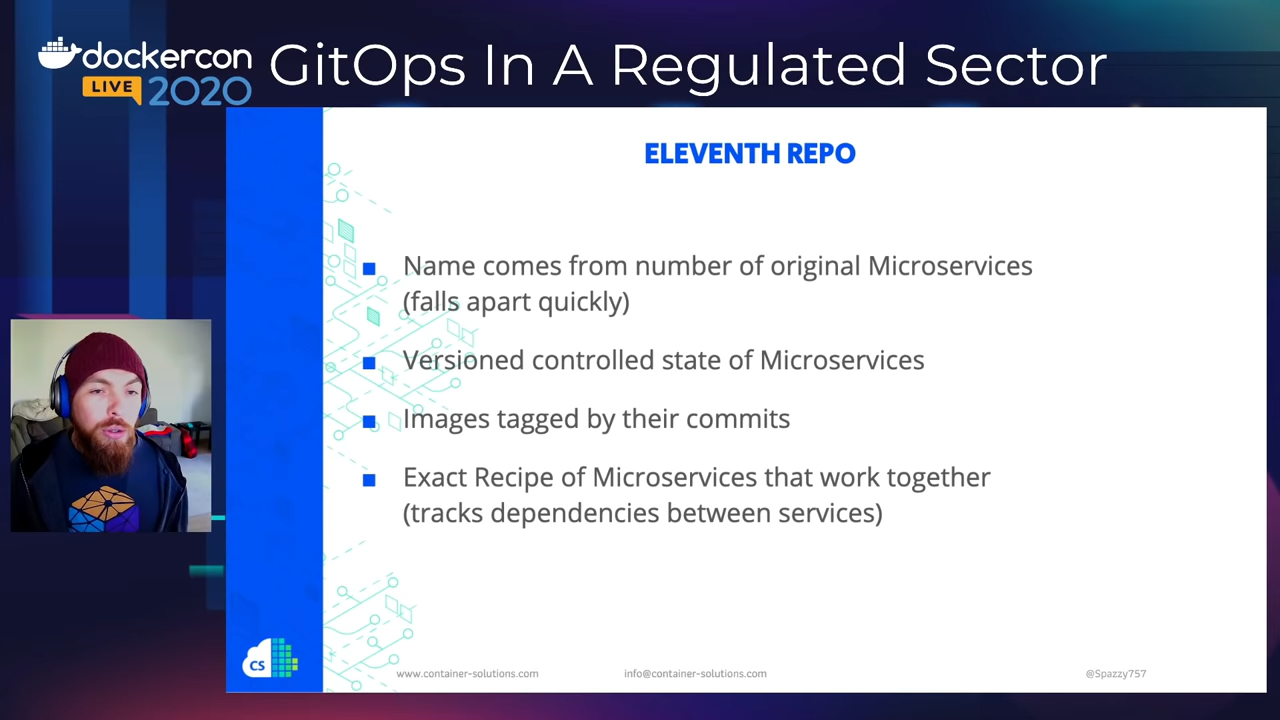 dockercon
LIVE 2020
GitOps In A Regulated Sector
ELEVENTH REPO
Name comes from number of original Microservices
(falls apart quickly)
Versioned controlled state of Microservices
Images tagged by their commits
Exact Recipe of Microservices that work together
(tracks dependencies between services)
CS
www.container-solutions.com
info@container-solutions.com
@Spazzy757